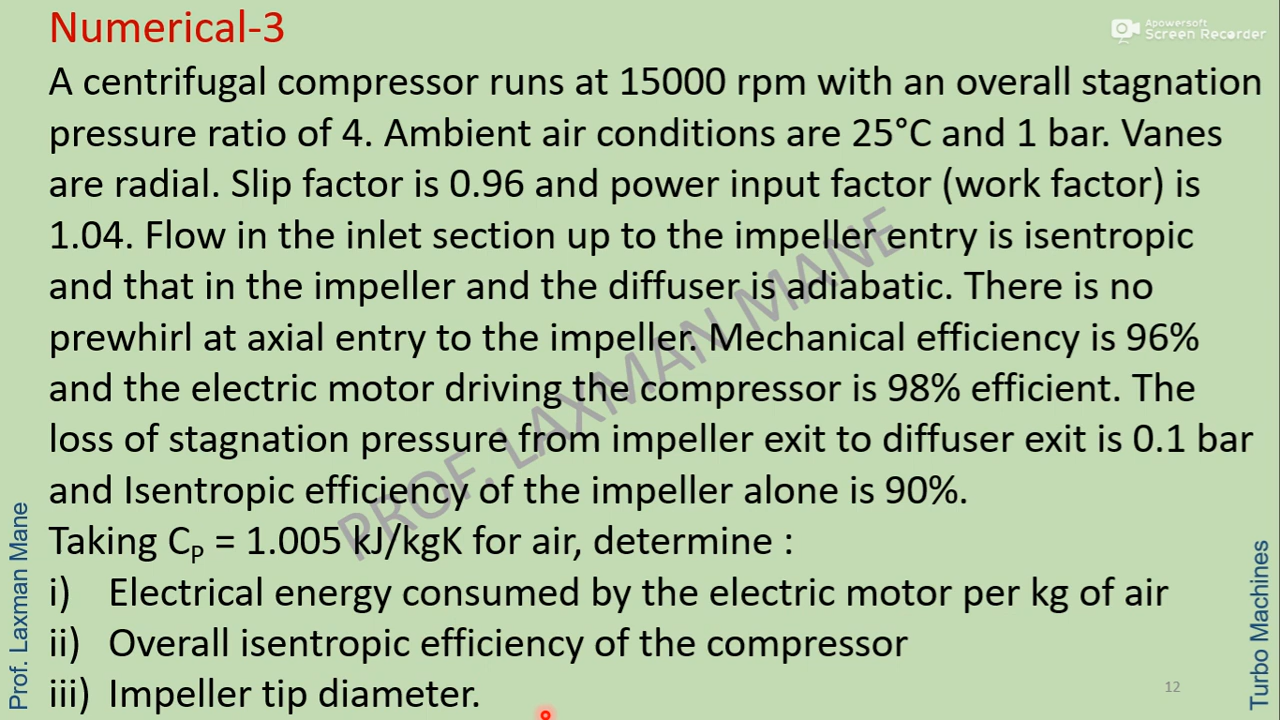 Numerical-3
Apowersoft
Screen Recorder
A centrifugal compressor runs at 15000 rpm with an overall stagnation
pressure ratio of 4. Ambient air conditions are 25°C and 1 bar. Vanes
are radial. Slip factor is 0.96 and power input factor (work factor) is
1.04. Flow in the inlet section up to the impeller entry is isentropic
and that in the impeller and the diffuser is adiabatic. There is no
prewhirl at axial entry to the impeller. Mechanical efficiency is 96%
and the electric motor driving the compressor is 98% efficient. The
loss of stagnation pressure from impeller exit to diffuser exit is 0.1 bar
and Isentropic efficiency of the impeller alone is 90%.
Taking CP = 1.005 kJ/kgK for air, determine :
i) Electrical energy consumed by the electric motor per kg of air
ii) Overall isentropic efficiency of the compressor
iii) Impeller tip diameter.
PROF. LAXMAN MANE
Prof. Laxman Mane
Turbo Machines
12